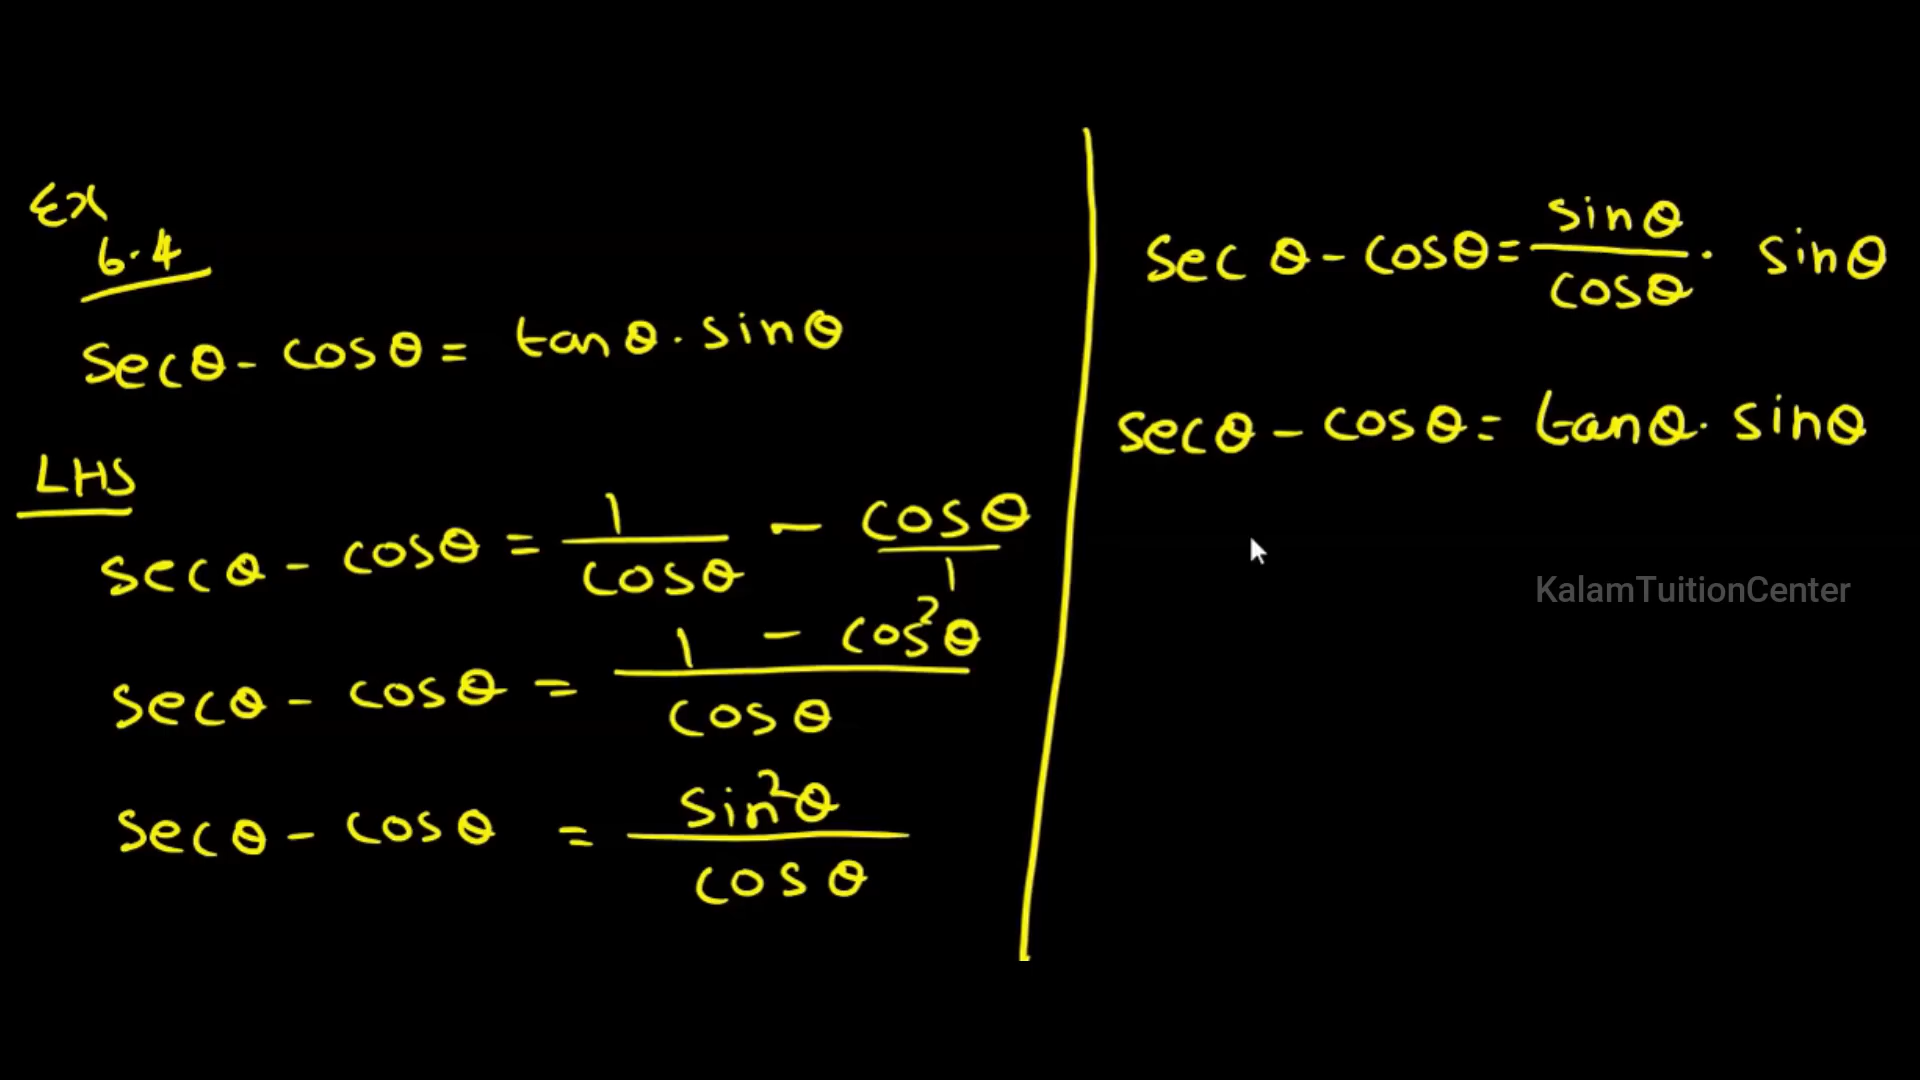 Ex
6.4
secθ - cosθ = tanθ . sinθ
LHS
secθ - cosθ = 1/cosθ - cosθ/1
secθ - cosθ = (1 - cos²θ)/cosθ
secθ - cosθ = sin²θ/cosθ
sec θ - cosθ = sinθ/cosθ . sinθ
secθ - cosθ = tanθ . sinθ
KalamTuitionCenter